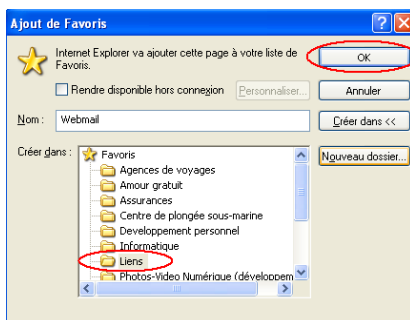 Ajout de Favoris
Internet Explorer va ajouter cette page à votre liste de
Favoris.
OK
Rendre disponible hors connexion
Personnaliser...
Annuler
Nom :
Webmail
Créer dans <<
Créer dans :
Favoris
Nouveau dossier...
Agences de voyages
Amour gratuit
Assurances
Centre de plongée sous-marine
Developpement personnel
Informatique
Liens
Photos-Video Numérique (développem